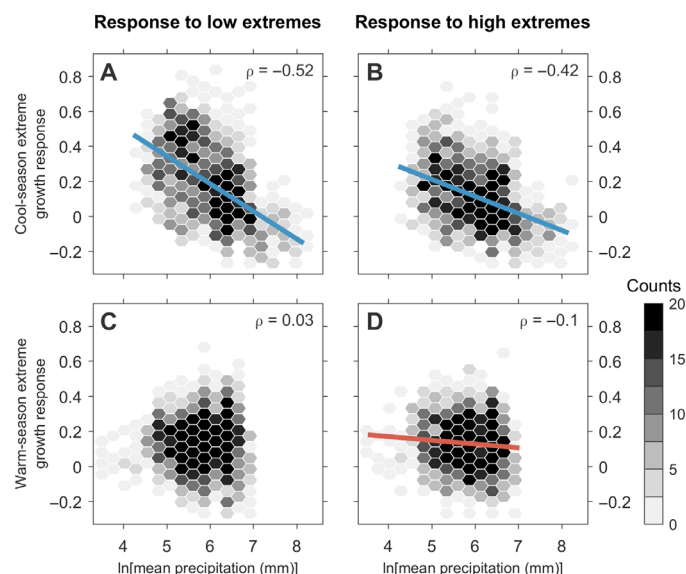 Response to low extremes
Response to high extremes
A
ρ = –0.52
B
ρ = –0.42
0.8
0.6
0.4
0.2
0
–0.2
0.8
0.6
0.4
0.2
0
–0.2
Cool-season extreme
growth response
C
ρ = 0.03
D
ρ = –0.1
0.8
0.6
0.4
0.2
0
–0.2
0.8
0.6
0.4
0.2
0
–0.2
Warm-season extreme
growth response
4 5 6 7 8
4 5 6 7 8
ln[mean precipitation (mm)]
ln[mean precipitation (mm)]
Counts
20
15
10
5
2
0